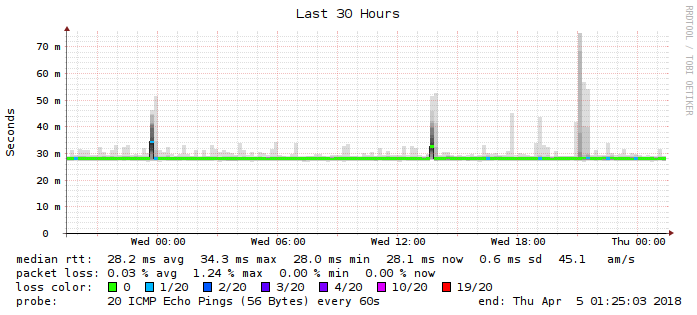 Last 30 Hours
RRDTOOL / TOBI OETIKER
Seconds
70 m
60 m
50 m
40 m
30 m
20 m
10 m
0
Wed 00:00 Wed 06:00 Wed 12:00 Wed 18:00 Thu 00:00
median rtt: 28.2 ms avg 34.3 ms max 28.0 ms min 28.1 ms now 0.6 ms sd 45.1 am/s
packet loss: 0.03 % avg 1.24 % max 0.00 % min 0.00 % now
loss color: 0 1/20 2/20 3/20 4/20 10/20 19/20
probe: 20 ICMP Echo Pings (56 Bytes) every 60s end: Thu Apr 5 01:25:03 2018